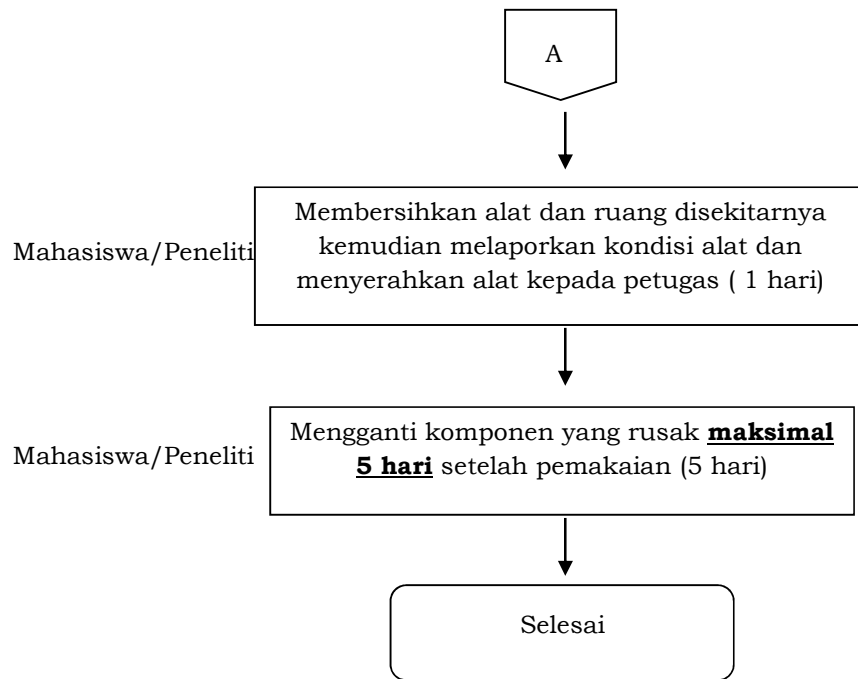 A
Mahasiswa/Peneliti
Membersihkan alat dan ruang disekitarnya
kemudian melaporkan kondisi alat dan
menyerahkan alat kepada petugas ( 1 hari)
Mahasiswa/Peneliti
Mengganti komponen yang rusak maksimal
5 hari setelah pemakaian (5 hari)
Selesai